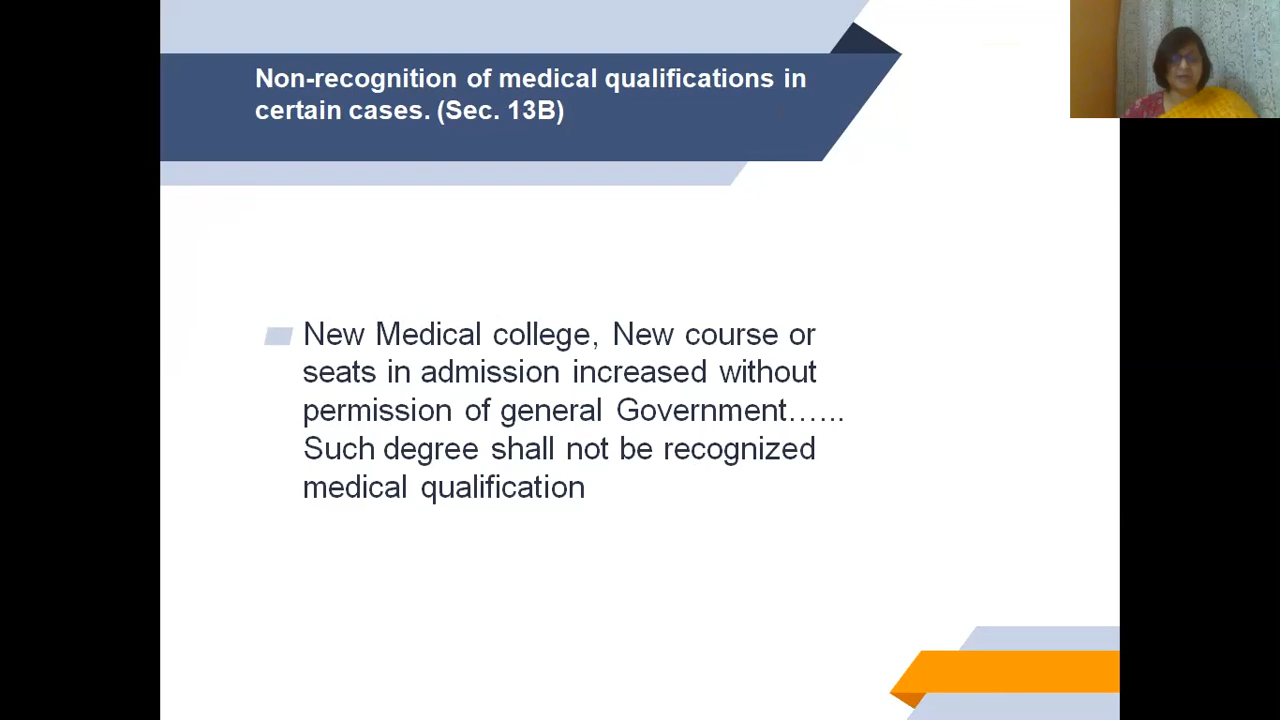 Non-recognition of medical qualifications in
certain cases. (Sec. 13B)
New Medical college, New course or
seats in admission increased without
permission of general Government…...
Such degree shall not be recognized
medical qualification